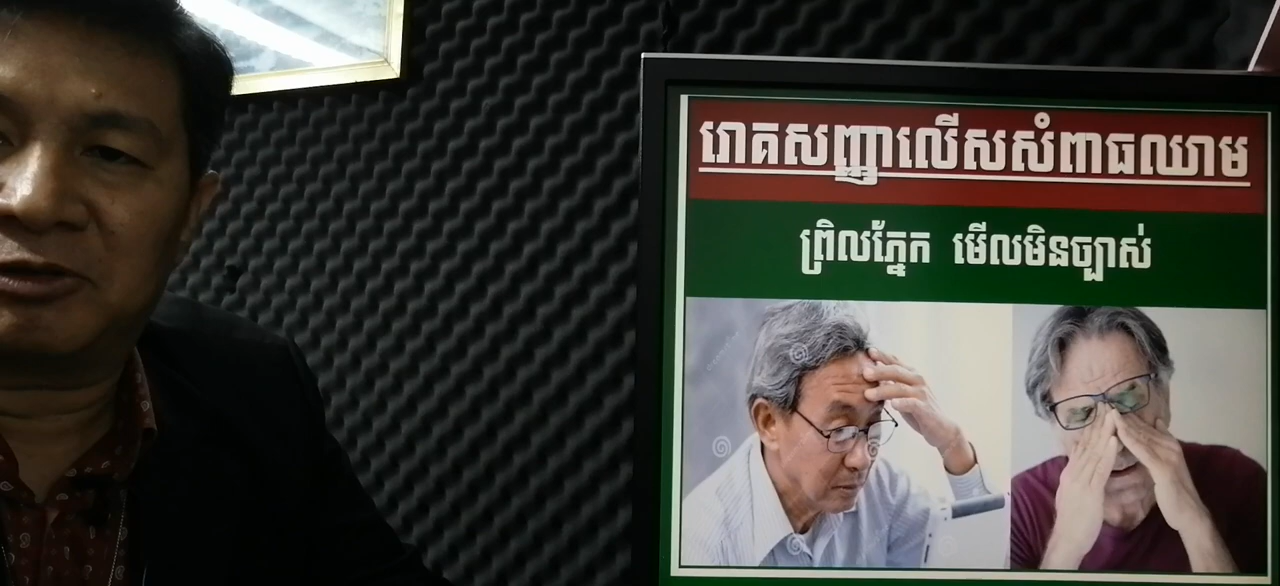 រោគសញ្ញាលើសសំពាធឈាម
ព្រិលភ្នែក មើលមិនច្បាស់